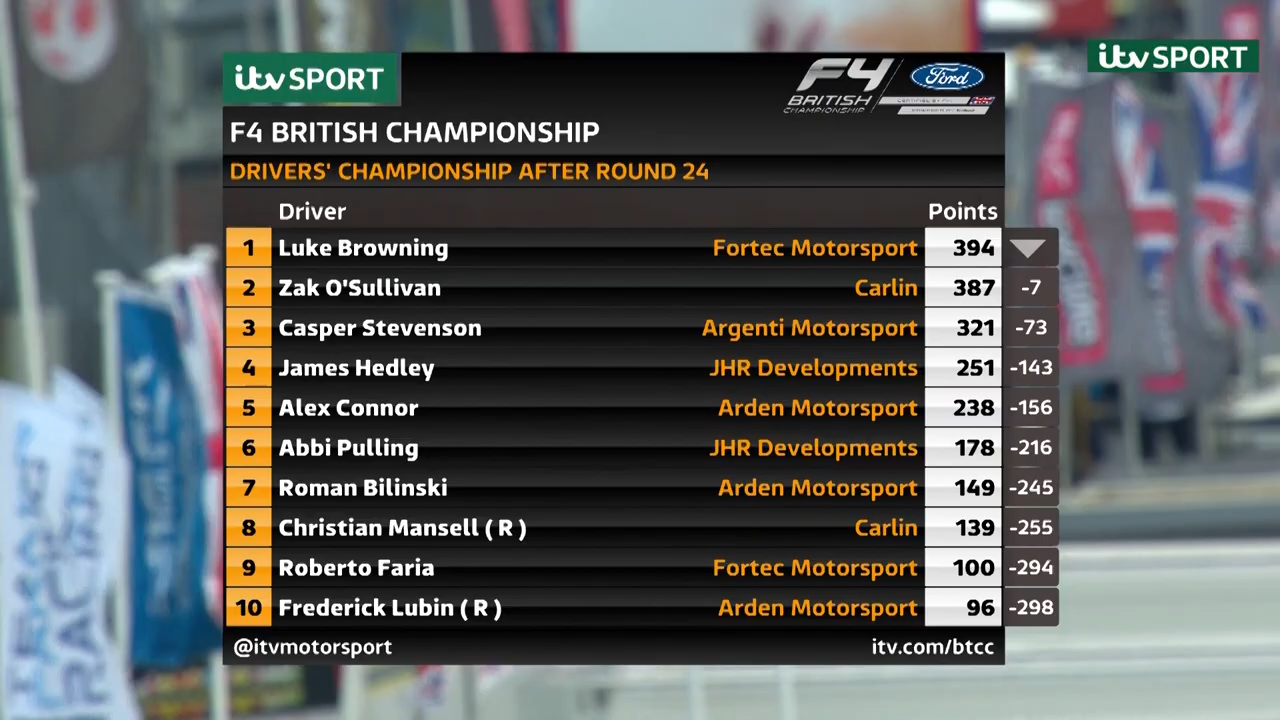 itv SPORT
itv SPORT
F4
BRITISH
CHAMPIONSHIP
Ford
F4 BRITISH CHAMPIONSHIP
DRIVERS' CHAMPIONSHIP AFTER ROUND 24
Driver Points
1 Luke Browning Fortec Motorsport 394
2 Zak O'Sullivan Carlin 387 -7
3 Casper Stevenson Argenti Motorsport 321 -73
4 James Hedley JHR Developments 251 -143
5 Alex Connor Arden Motorsport 238 -156
6 Abbi Pulling JHR Developments 178 -216
7 Roman Bilinski Arden Motorsport 149 -245
8 Christian Mansell ( R ) Carlin 139 -255
9 Roberto Faria Fortec Motorsport 100 -294
10 Frederick Lubin ( R ) Arden Motorsport 96 -298
@itvmotorsport itv.com/btcc